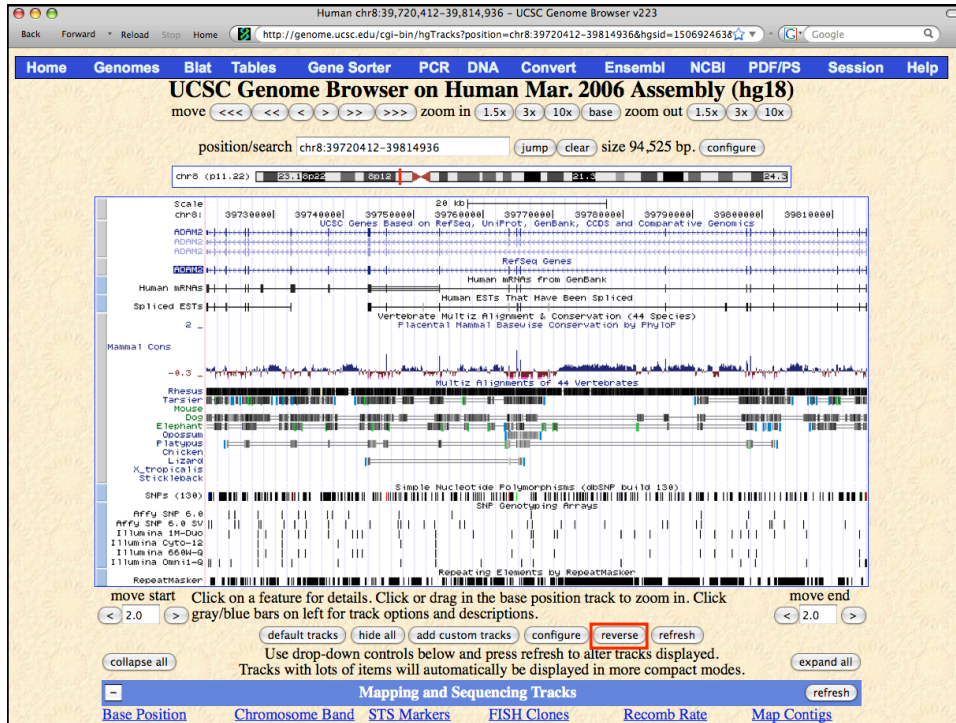 Human chr8:39,720,412-39,814,936 - UCSC Genome Browser v223
Back Forward Reload Stop Home http://genome.ucsc.edu/cgi-bin/hgTracks?position=chr8:39720412-39814936&hgsid=150692463& G Google
Home Genomes Blat Tables Gene Sorter PCR DNA Convert Ensembl NCBI PDF/PS Session Help
UCSC Genome Browser on Human Mar. 2006 Assembly (hg18)
move <<< << < > >> >>> zoom in 1.5x 3x 10x base zoom out 1.5x 3x 10x
position/search chr8:39720412-39814936 jump clear size 94,525 bp. configure
chr8 (p11.22) 23.1 8p22 8p12 21.3 24.3
Scale 20 kb
chr8: 39730000| 39740000| 39750000| 39760000| 39770000| 39780000| 39790000| 39800000| 39810000|
UCSC Genes Based on RefSeq, UniProt, GenBank, CCDS and Comparative Genomics
ADAM2
ADAM2
ADAM2
RefSeq Genes
ADAM2
Human mRNAs from GenBank
Human mRNAs
Human ESTs That Have Been Spliced
Spliced ESTs
Vertebrate Multiz Alignment & Conservation (44 Species)
Placental Mammal Basewise Conservation by PhyloP
2 _
Mammal Cons
-0.3 _
Multiz Alignments of 44 Vertebrates
Rhesus
Tarsier
Mouse
Dog
Elephant
Opossum
Platypus
Chicken
Lizard
X_tropicalis
Stickleback
Simple Nucleotide Polymorphisms (dbSNP build 130)
SNPs (130)
SNP Genotyping Arrays
Affy SNP 6.0
Affy SNP 6.0 SV
Illumina 1M-Duo
Illumina Cyto-12
Illumina 660W-Q
Illumina Omni1-Q
Repeating Elements by RepeatMasker
RepeatMasker
move start Click on a feature for details. Click or drag in the base position track to zoom in. Click move end
< 2.0 > gray/blue bars on left for track options and descriptions. < 2.0 >
default tracks hide all add custom tracks configure reverse refresh
collapse all Use drop-down controls below and press refresh to alter tracks displayed. expand all
Tracks with lots of items will automatically be displayed in more compact modes.
- Mapping and Sequencing Tracks refresh
Base Position Chromosome Band STS Markers FISH Clones Recomb Rate Map Contigs